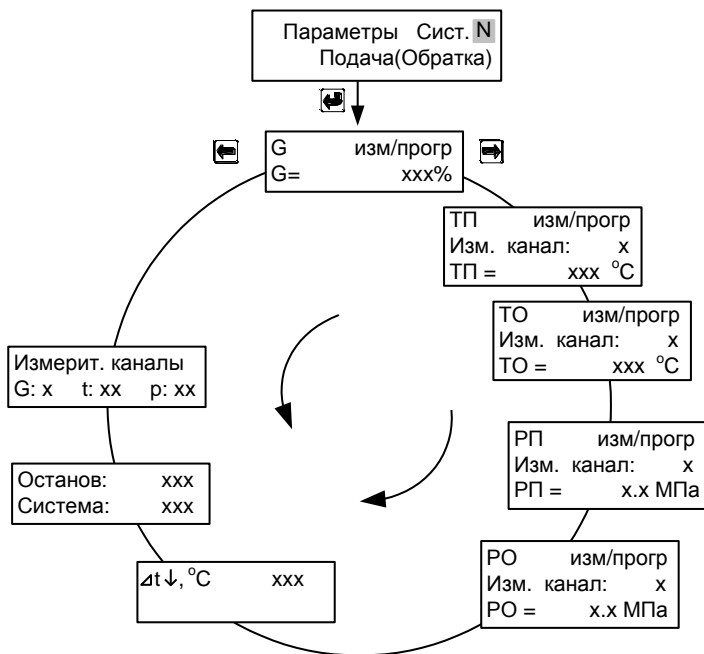 Параметры Сист. N
Подача(Обратка)
G изм/прогр
G= xxx%
ТП изм/прогр
Изм. канал: x
ТП = xxx °C
ТО изм/прогр
Изм. канал: x
ТО = xxx °C
РП изм/прогр
Изм. канал: x
РП = x.x МПа
РО изм/прогр
Изм. канал: x
РО = x.x МПа
⊿t↓, °C xxx
Останов: xxx
Система: xxx
Измерит. каналы
G: x t: xx p: xx